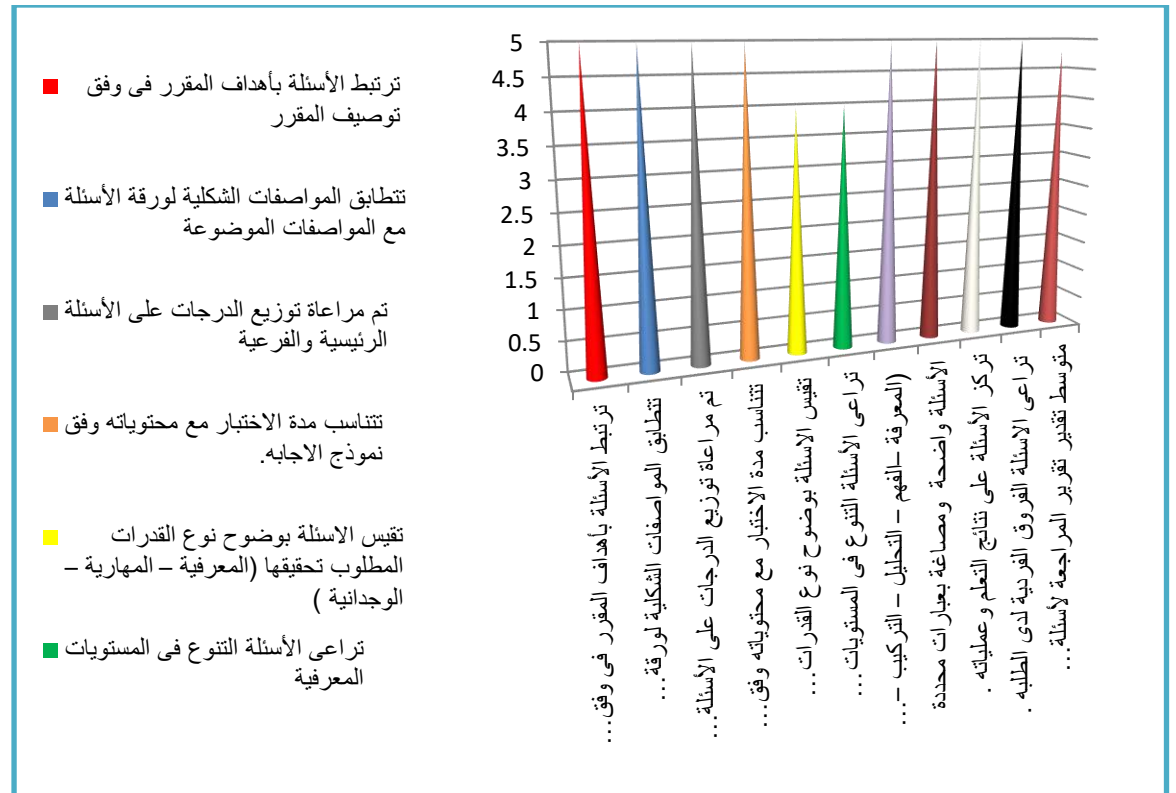 ترتبط الأسئلة بأهداف المقرر فى وفق
توصيف المقرر
تتطابق المواصفات الشكلية لورقة الأسئلة
مع المواصفات الموضوعة
تم مراعاة توزيع الدرجات على الأسئلة
الرئيسية والفرعية
تتناسب مدة الاختبار مع محتوياته وفق
نموذج الاجابه.
تقيس الاسئلة بوضوح نوع القدرات
المطلوب تحقيقها (المعرفية – المهارية –
الوجدانية )
تراعى الأسئلة التنوع فى المستويات
المعرفية
5
4.5
4
3.5
3
2.5
2
1.5
1
0.5
0
ترتبط الأسئلة بأهداف المقرر فى وفق...
تتطابق المواصفات الشكلية لورقة...
تم مراعاة توزيع الدرجات على الأسئلة...
تتناسب مدة الاختبار مع محتوياته وفق...
تقيس الاسئلة بوضوح نوع القدرات...
تراعى الأسئلة التنوع فى المستويات...
(المعرفة –الفهم – التحليل – التركيب –...
الأسئلة واضحة ومصاغة بعبارات محددة
تركز الأسئلة على نتائج التعلم وعملياته .
تراعى الاسئلة الفروق الفردية لدى الطلبه .
متوسط تقدير تقرير المراجعة لأسئلة...